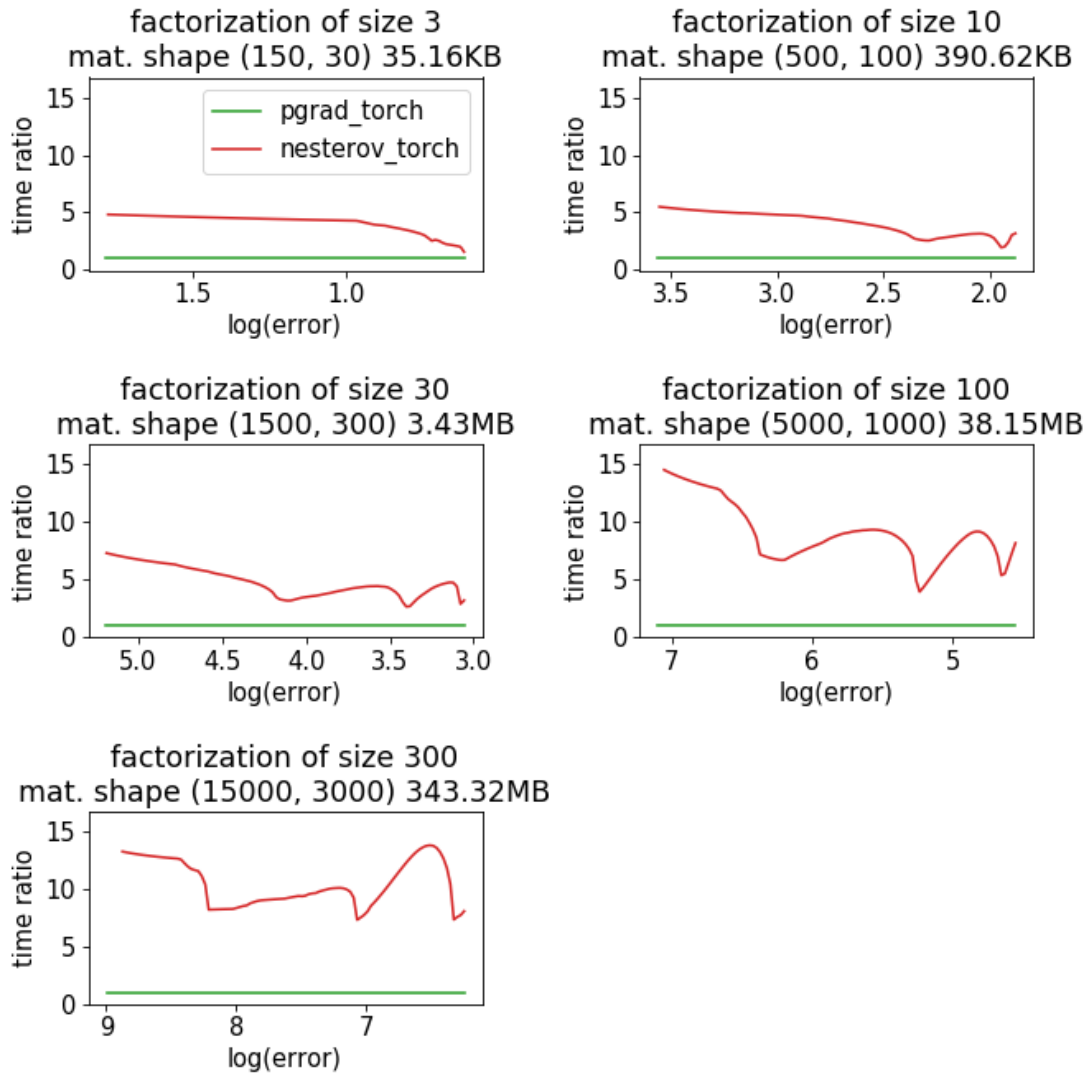 factorization of size 3
mat. shape (150, 30) 35.16KB
time ratio
15
10
5
0
pgrad_torch
nesterov_torch
1.5 1.0
log(error)
factorization of size 10
mat. shape (500, 100) 390.62KB
time ratio
15
10
5
0
3.5 3.0 2.5 2.0
log(error)
factorization of size 30
mat. shape (1500, 300) 3.43MB
time ratio
15
10
5
0
5.0 4.5 4.0 3.5 3.0
log(error)
factorization of size 100
mat. shape (5000, 1000) 38.15MB
time ratio
15
10
5
0
7 6 5
log(error)
factorization of size 300
mat. shape (15000, 3000) 343.32MB
time ratio
15
10
5
0
9 8 7
log(error)